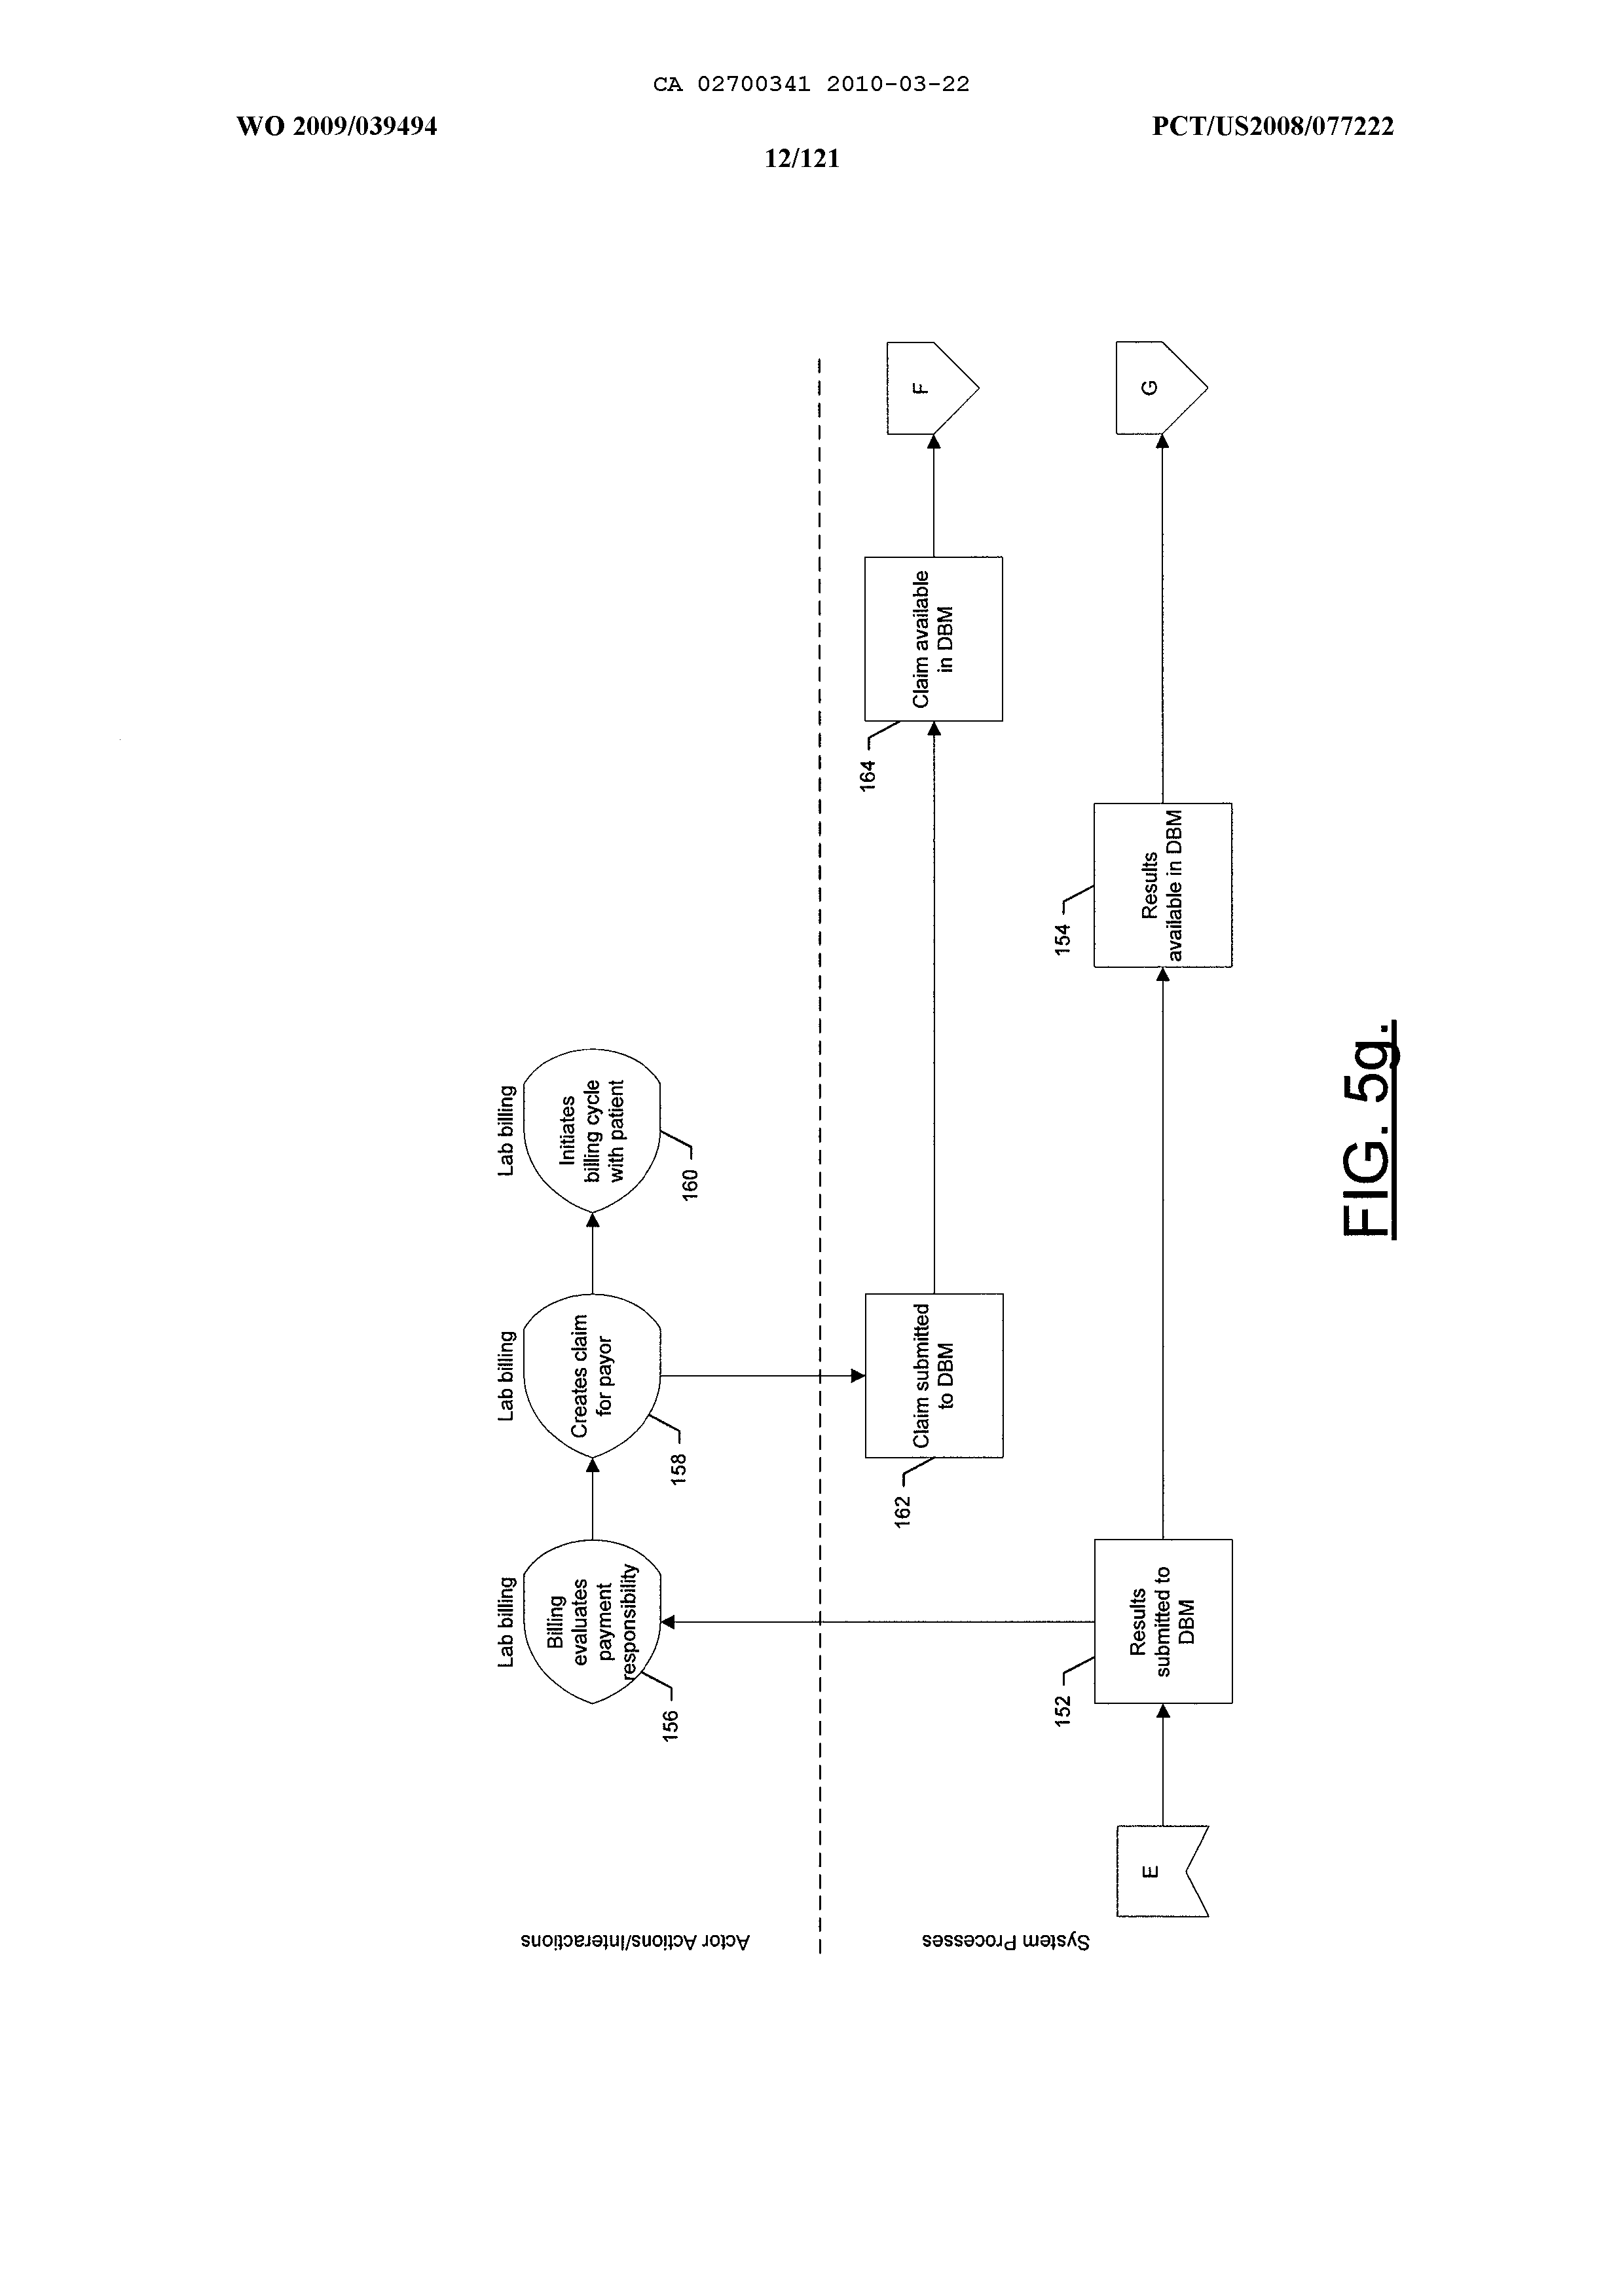 CA 02700341 2010-03-22
WO 2009/039494
PCT/US2008/077222
12/121
Actor Actions/Interactions
Lab billing
Billing
evaluates
payment
responsibility
156
Lab billing
Creates claim
for payor
158
Lab billing
Initiates
billing cycle
with patient
160
System Processes
Claim submitted
to DBM
162
Claim available
in DBM
164
F
E
Results
submitted to
DBM
152
Results
available in DBM
154
G
FIG. 5g.